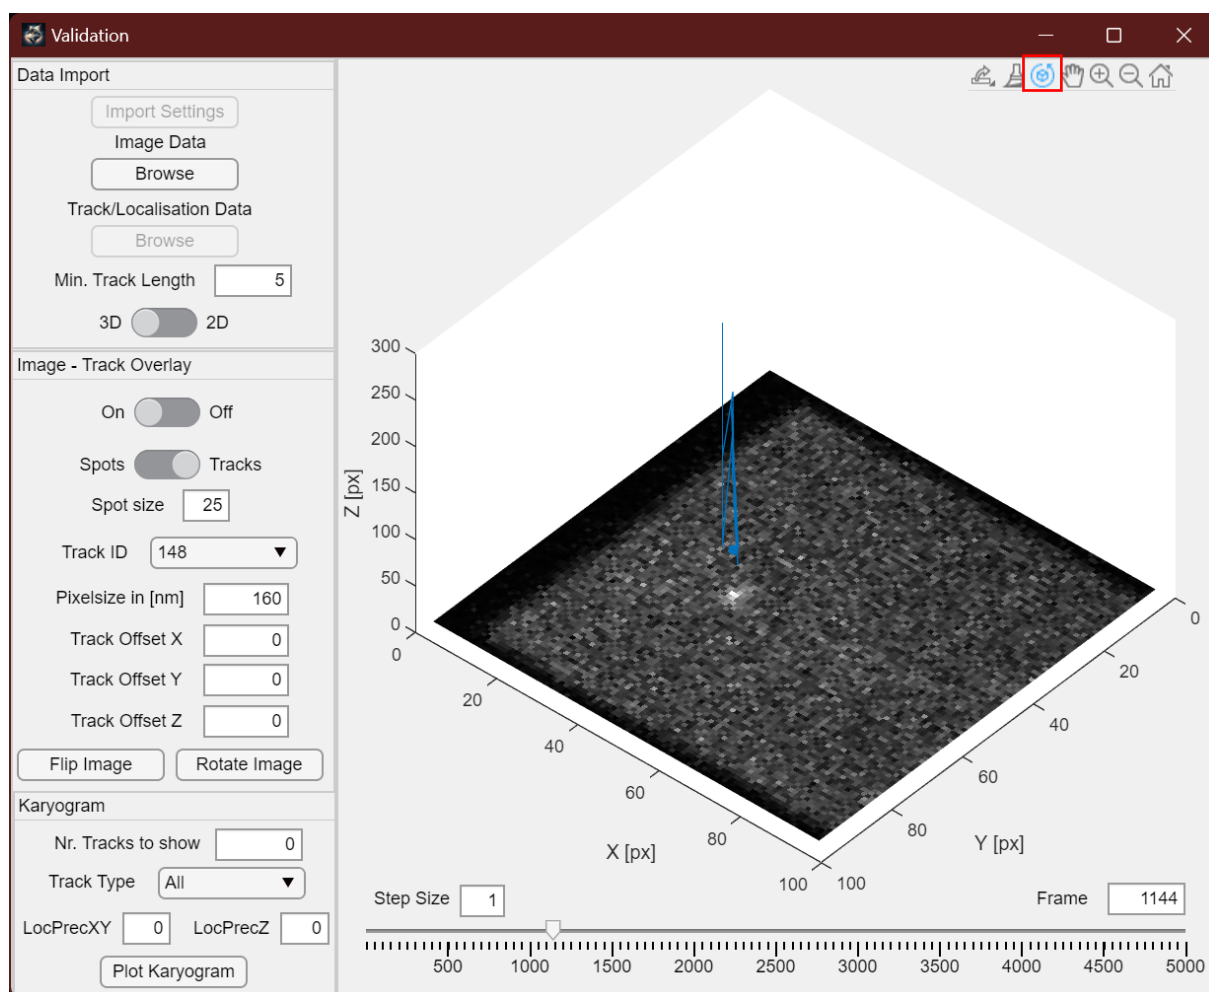 Validation
Data Import
Import Settings
Image Data
Browse
Track/Localisation Data
Browse
Min. Track Length 5
3D 2D
Image - Track Overlay
On Off
Spots Tracks
Spot size 25
Track ID 148
Pixelsize in [nm] 160
Track Offset X 0
Track Offset Y 0
Track Offset Z 0
Flip Image Rotate Image
Karyogram
Nr. Tracks to show 0
Track Type All
LocPrecXY 0 LocPrecZ 0
Plot Karyogram
300
250
200
150
100
50
0
Z [px]
0
20
40
60
80
100
X [px]
0
20
40
60
80
100
Y [px]
Step Size 1
Frame 1144
500 1000 1500 2000 2500 3000 3500 4000 4500 5000